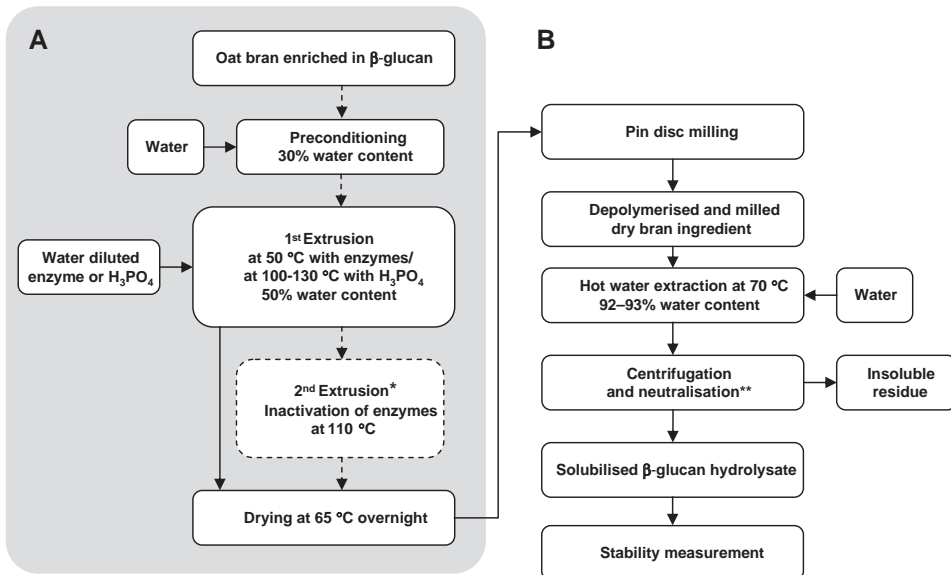 A
Oat bran enriched in β-glucan
Water
Preconditioning
30% water content
Water diluted
enzyme or H₃PO₄
1ˢᵗ Extrusion
at 50 °C with enzymes/
at 100-130 °C with H₃PO₄
50% water content
2ⁿᵈ Extrusion*
Inactivation of enzymes
at 110 °C
Drying at 65 °C overnight
B
Pin disc milling
Depolymerised and milled
dry bran ingredient
Hot water extraction at 70 °C
92–93% water content
Water
Centrifugation
and neutralisation**
Insoluble
residue
Solubilised β-glucan hydrolysate
Stability measurement